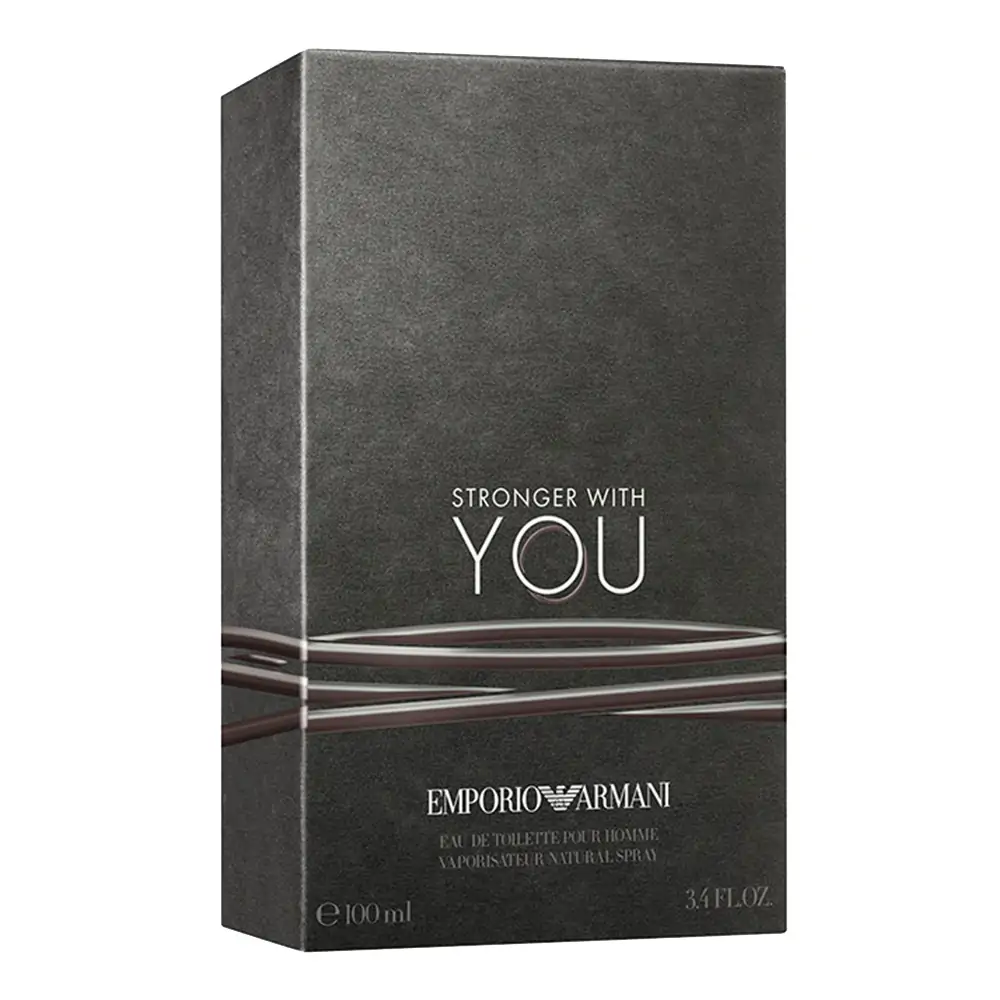 STRONGER WITH
YOU
EMPORIO ARMANI
EAU DE TOILETTE POUR HOMME
VAPORISATEUR NATURAL SPRAY
℮ 100 ml
3.4 FL.OZ.